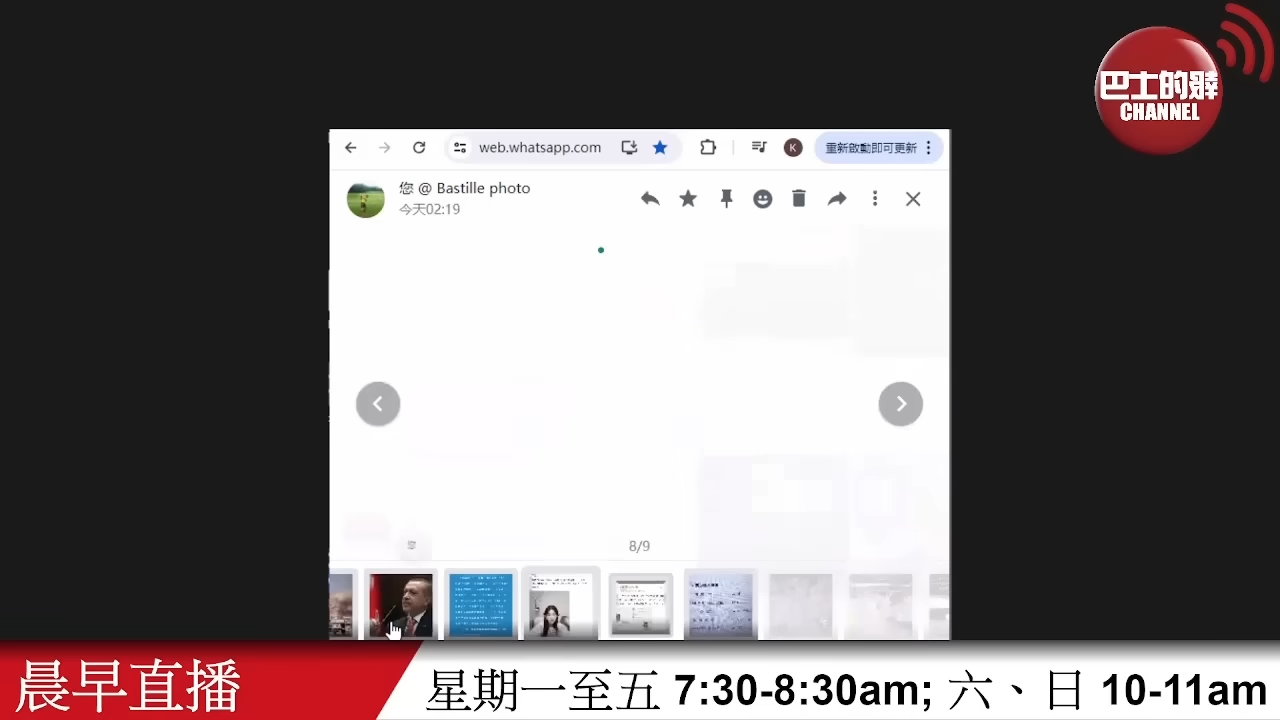 巴士的報
CHANNEL
web.whatsapp.com
K
重新啟動即可更新
您 @ Bastille photo
今天02:19
8/9
晨早直播
星期一至五 7:30-8:30am; 六、日 10-11am